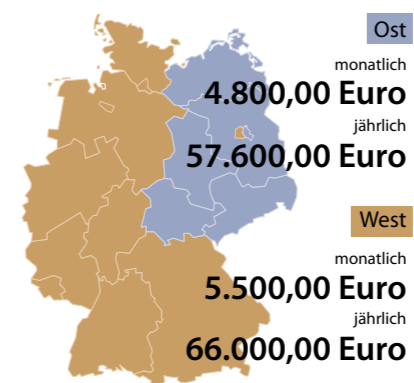 Ost
monatlich
4.800,00 Euro
jährlich
57.600,00 Euro
West
monatlich
5.500,00 Euro
jährlich
66.000,00 Euro